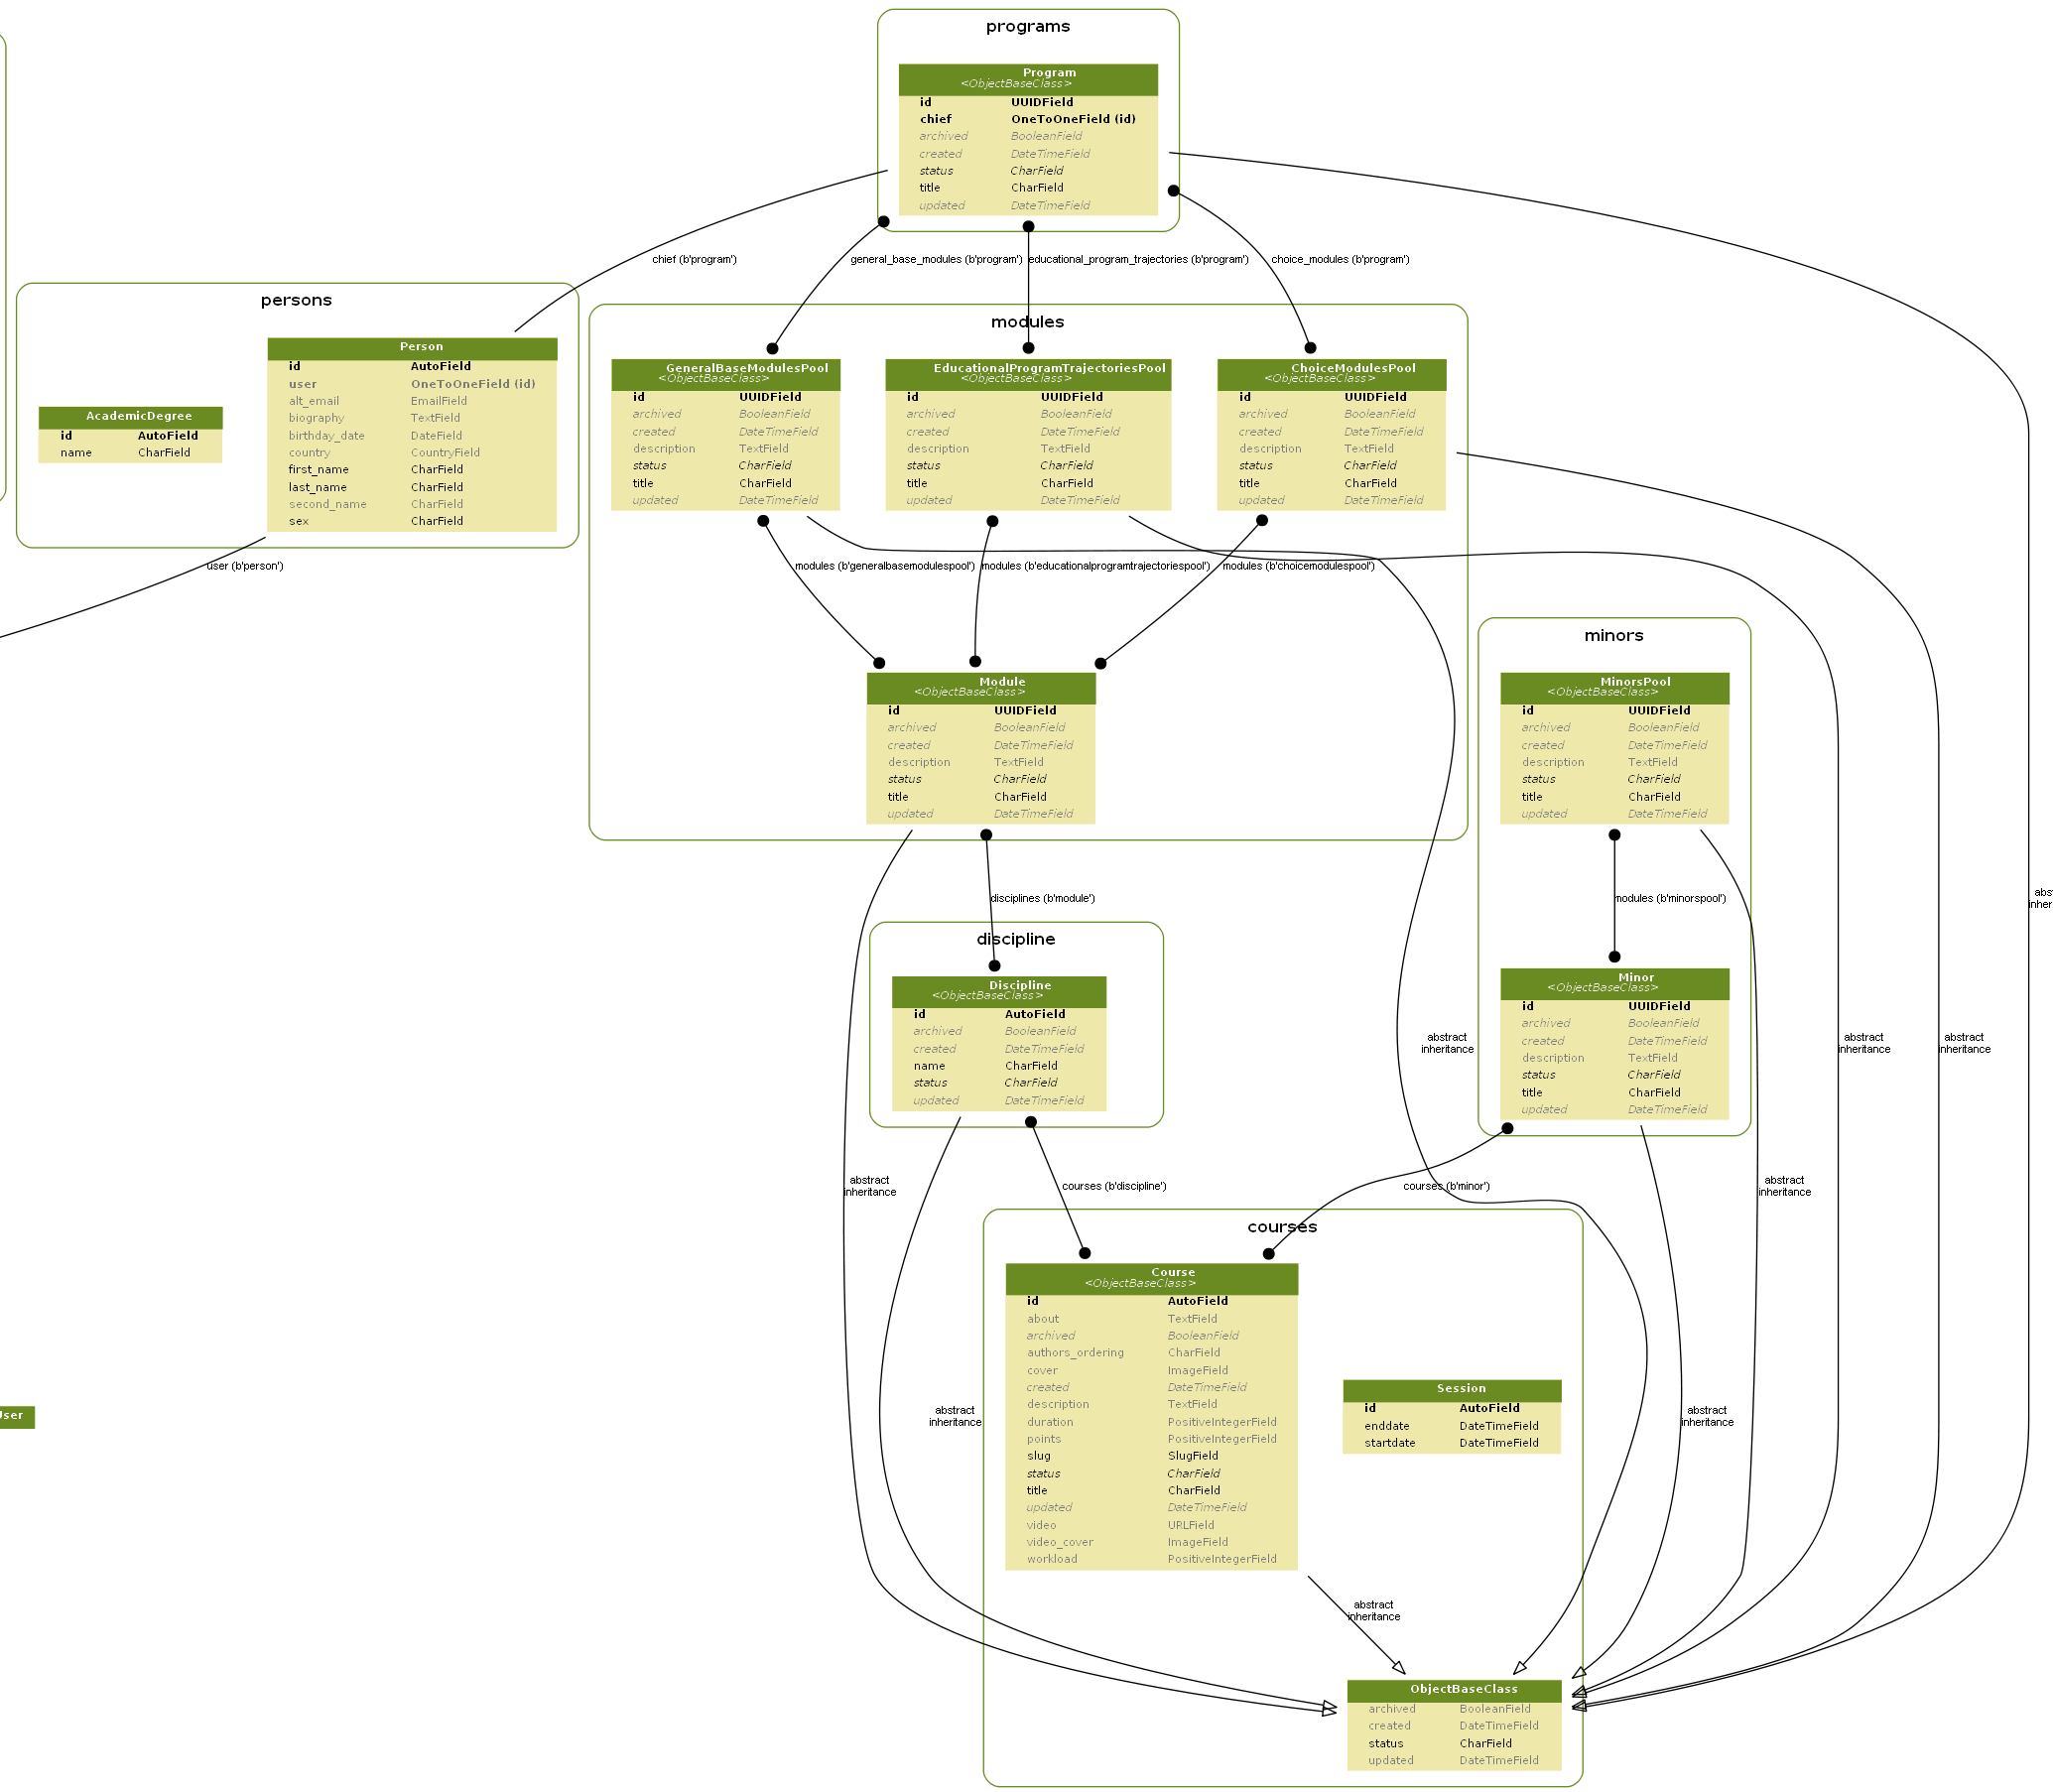 programs
Program
<ObjectBaseClass>
id UUIDField
chief OneToOneField (id)
archived BooleanField
created DateTimeField
status CharField
title CharField
updated DateTimeField
chief (b'program')
general_base_modules (b'program')
educational_program_trajectories (b'program')
choice_modules (b'program')
persons
AcademicDegree
id AutoField
name CharField
Person
id AutoField
user OneToOneField (id)
alt_email EmailField
biography TextField
birthday_date DateField
country CountryField
first_name CharField
last_name CharField
second_name CharField
sex CharField
user (b'person')
modules
GeneralBaseModulesPool
<ObjectBaseClass>
id UUIDField
archived BooleanField
created DateTimeField
description TextField
status CharField
title CharField
updated DateTimeField
EducationalProgramTrajectoriesPool
<ObjectBaseClass>
id UUIDField
archived BooleanField
created DateTimeField
description TextField
status CharField
title CharField
updated DateTimeField
ChoiceModulesPool
<ObjectBaseClass>
id UUIDField
archived BooleanField
created DateTimeField
description TextField
status CharField
title CharField
updated DateTimeField
modules (b'generalbasemodulespool')
modules (b'educationalprogramtrajectoriespool')
modules (b'choicemodulespool')
Module
<ObjectBaseClass>
id UUIDField
archived BooleanField
created DateTimeField
description TextField
status CharField
title CharField
updated DateTimeField
minors
MinorsPool
<ObjectBaseClass>
id UUIDField
archived BooleanField
created DateTimeField
description TextField
status CharField
title CharField
updated DateTimeField
disciplines (b'module')
modules (b'minorspool')
abs
inher
discipline
Discipline
<ObjectBaseClass>
id AutoField
archived BooleanField
created DateTimeField
name CharField
status CharField
updated DateTimeField
Minor
<ObjectBaseClass>
id UUIDField
archived BooleanField
created DateTimeField
description TextField
status CharField
title CharField
updated DateTimeField
abstract
inheritance
abstract
inheritance
abstract
inheritance
abstract
inheritance
courses (b'discipline')
courses (b'minor')
abstract
inheritance
courses
Course
<ObjectBaseClass>
id AutoField
about TextField
archived BooleanField
authors_ordering CharField
cover ImageField
created DateTimeField
description TextField
duration PositiveIntegerField
points PositiveIntegerField
slug SlugField
status CharField
title CharField
updated DateTimeField
video URLField
video_cover ImageField
workload PositiveIntegerField
Session
id AutoField
enddate DateTimeField
startdate DateTimeField
User
abstract
inheritance
abstract
inheritance
abstract
inheritance
ObjectBaseClass
archived BooleanField
created DateTimeField
status CharField
updated DateTimeField